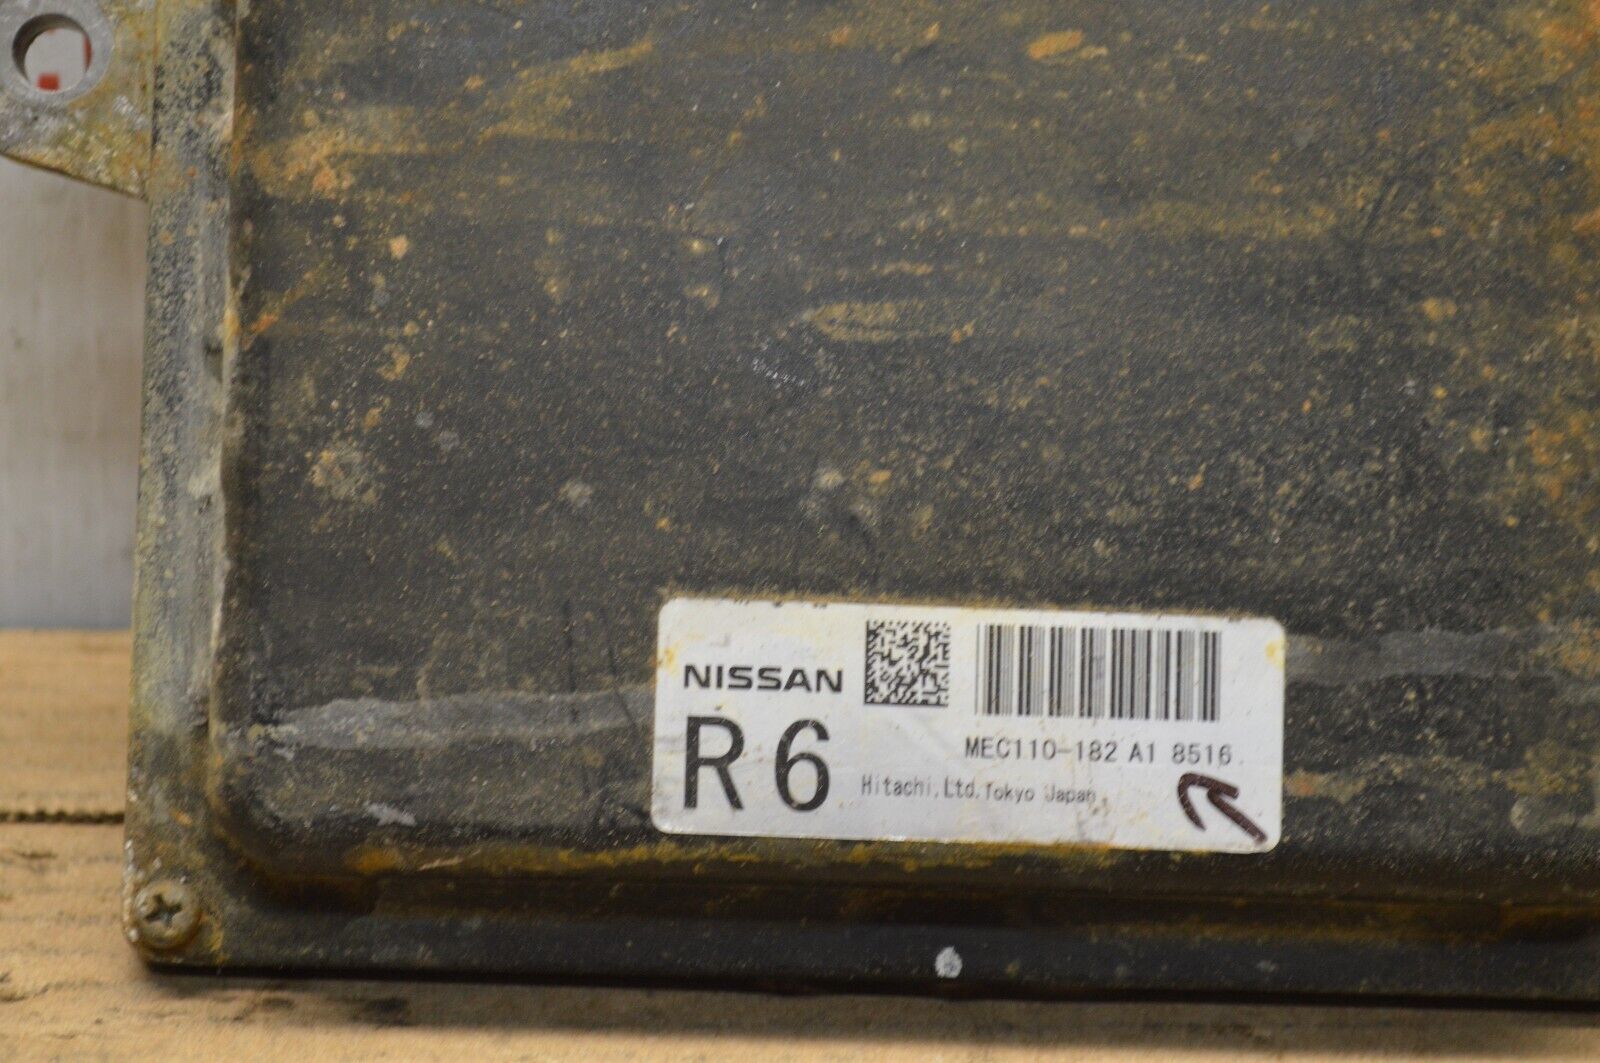 NISSAN
R6
MEC110-182 A1 8516
Hitachi,Ltd.Tokyo Japan